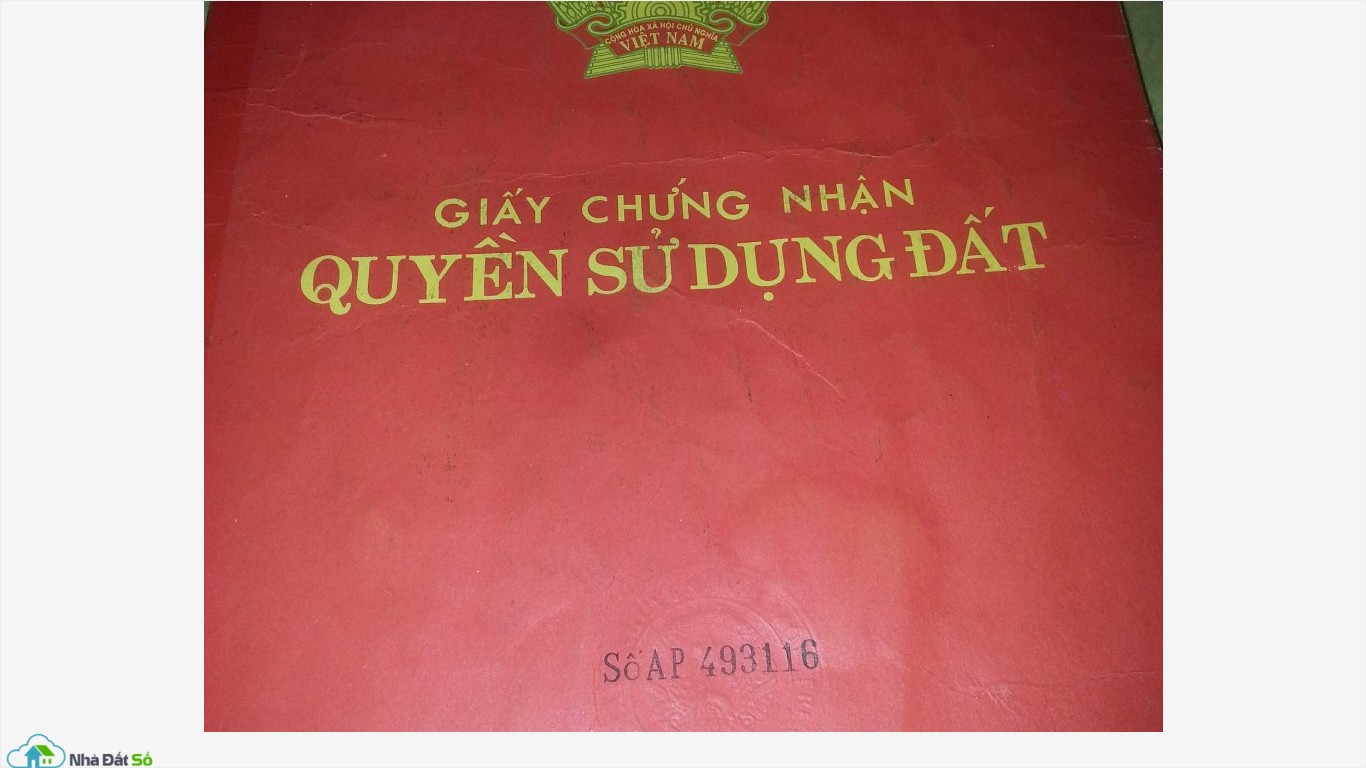 CỘNG HÒA XÃ HỘI CHỦ NGHĨA
VIỆT NAM
GIẤY CHỨNG NHẬN
QUYỀN SỬ DỤNG ĐẤT
Số AP 493116
Nhà Đất Số